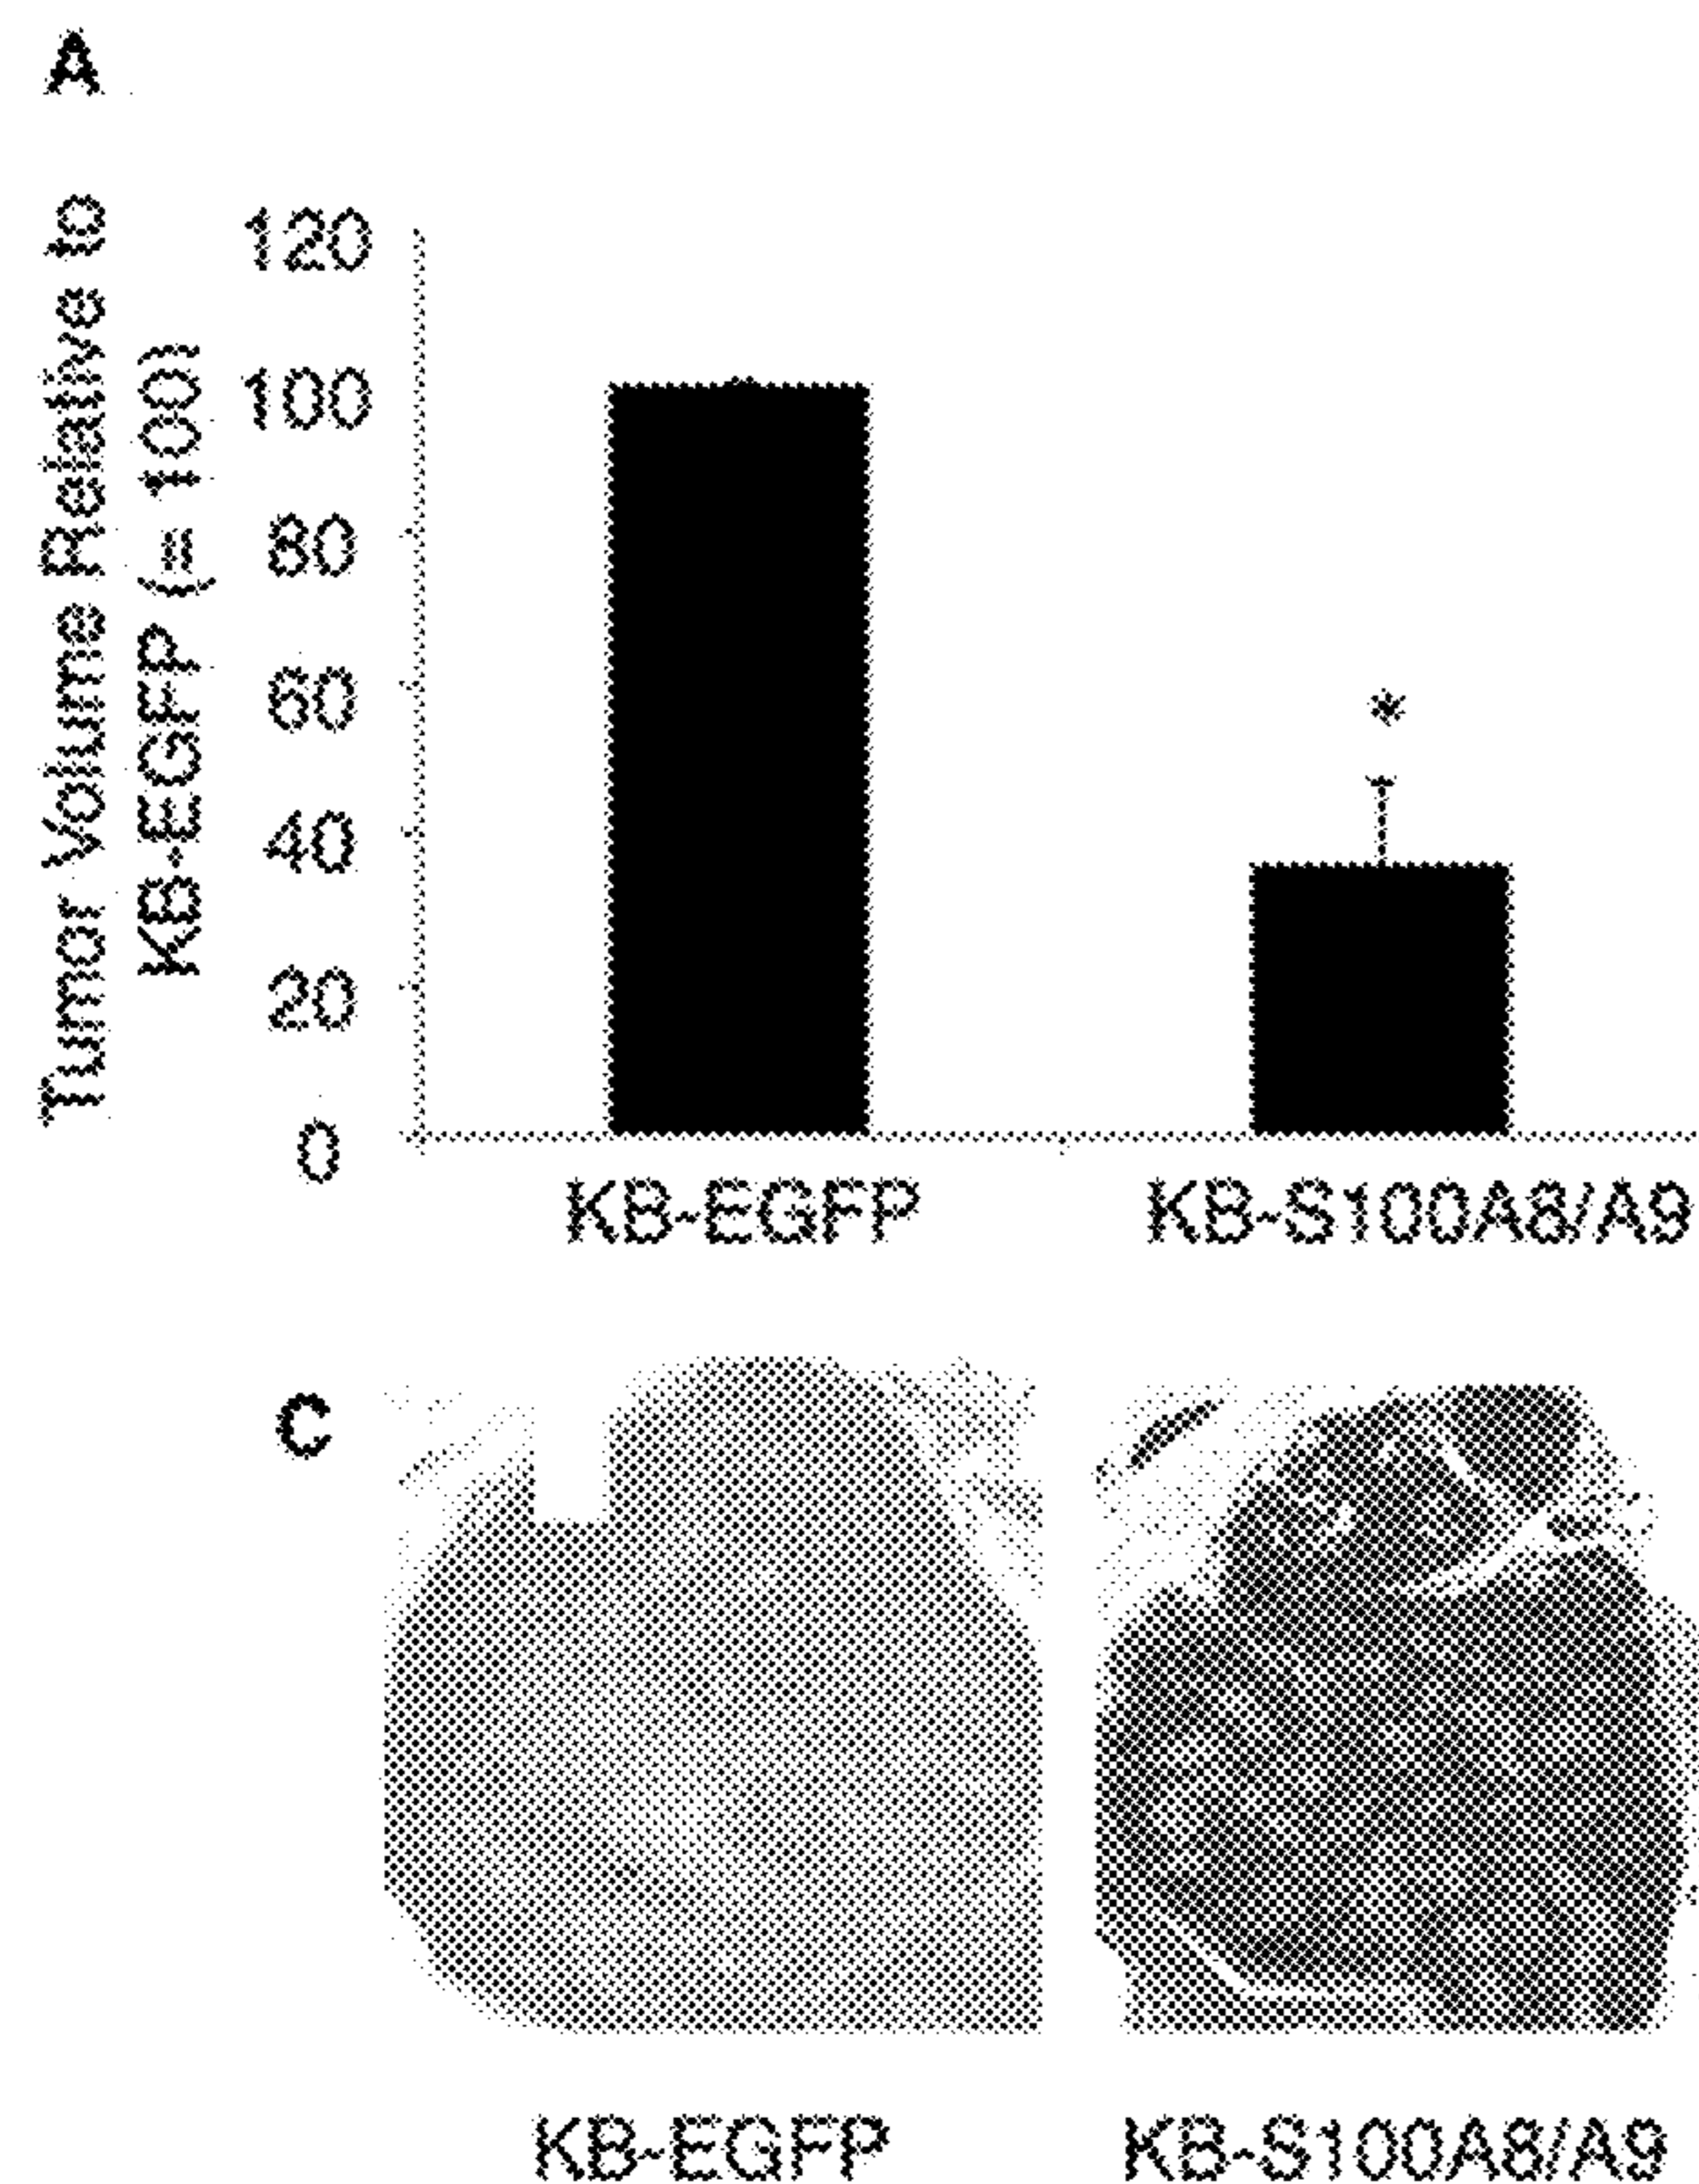 A
Tumor Volume Relative to
KB-EGFP (= 100)
120
100
80
60
40
20
0
*
KB-EGFP KB-S100A8/A9
C
KB-EGFP KB-S100A8/A9